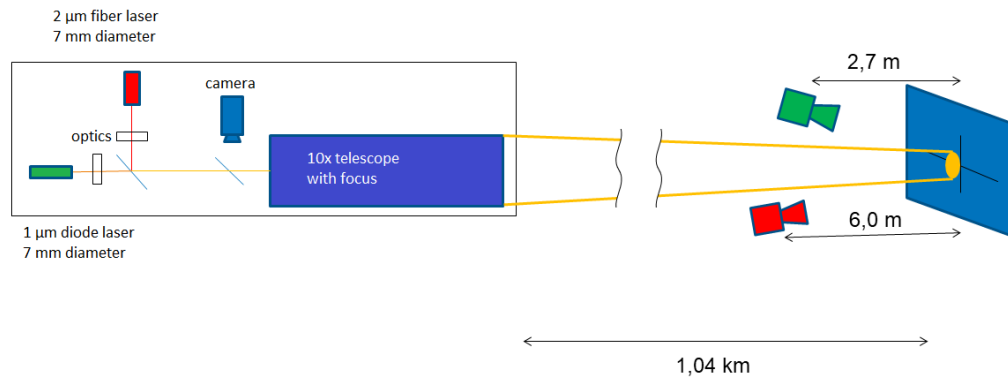 2 µm fiber laser
7 mm diameter
camera
optics
10x telescope
with focus
1 µm diode laser
7 mm diameter
2,7 m
6,0 m
1,04 km